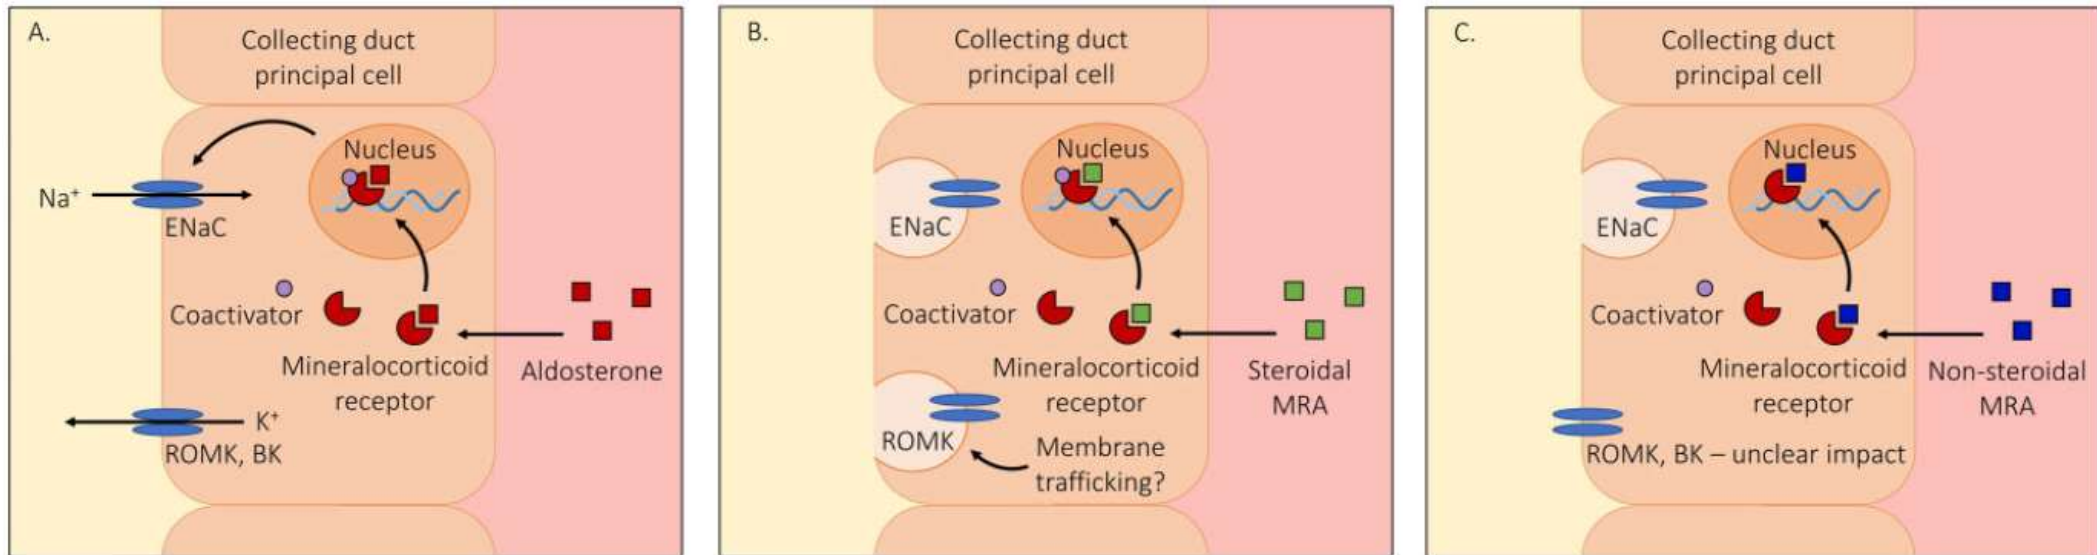 A.
Collecting duct
principal cell
Nucleus
Na⁺
ENaC
Coactivator
Mineralocorticoid
receptor
Aldosterone
K⁺
ROMK, BK
B.
Collecting duct
principal cell
Nucleus
ENaC
Coactivator
Mineralocorticoid
receptor
Steroidal
MRA
ROMK
Membrane
trafficking?
C.
Collecting duct
principal cell
Nucleus
ENaC
Coactivator
Mineralocorticoid
receptor
Non-steroidal
MRA
ROMK, BK – unclear impact